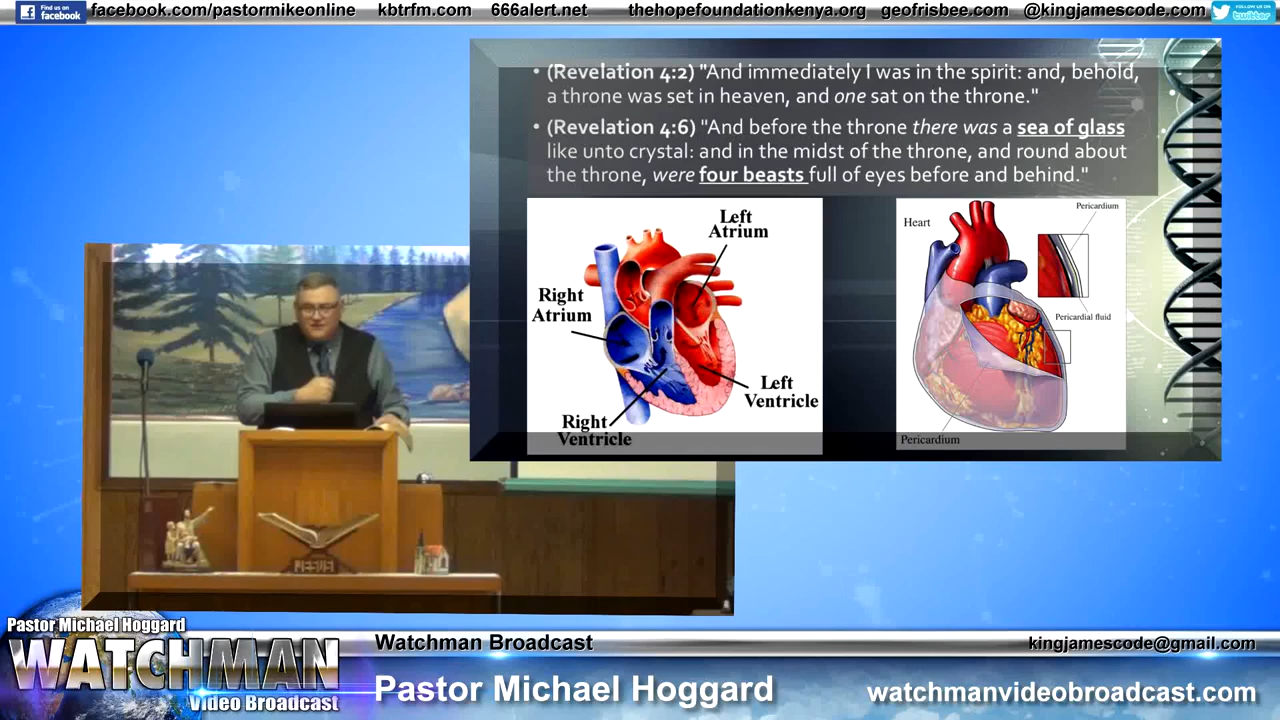 Find us on
facebook
facebook.com/pastormikeonline kbtrfm.co 666alert.net thehopefoundationkenya.org geofrisbee.com @kingjamescode.com
FOLLOW US ON
twitter
• (Revelation 4:2) "And immediately I was in the spirit: and, behold,
a throne was set in heaven, and one sat on the throne."
• (Revelation 4:6) "And before the throne there was a sea of glass
like unto crystal: and in the midst of the throne, and round about
the throne, were four beasts full of eyes before and behind."
Left
Atrium
Right
Atrium
Left
Ventricle
Right
Ventricle
Heart
Pericardium
Pericardial fluid
Pericardium
JESUS
Pastor Michael Hoggard
WATCHMAN
Video Broadcast
Watchman Broadcast
kingjamescode@gmail.com
Pastor Michael Hoggard
watchmanvideobroadcast.com